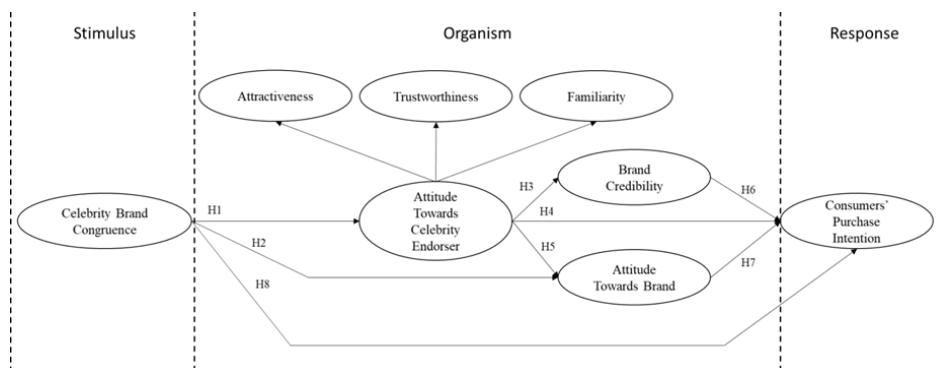 Stimulus
Organism
Response
Attractiveness
Trustworthiness
Familiarity
Brand
Credibility
Celebrity Brand
Congruence
Attitude
Towards
Celebrity
Endorser
Consumers'
Purchase
Intention
Attitude
Towards Brand
H1
H2
H8
H3
H4
H5
H6
H7